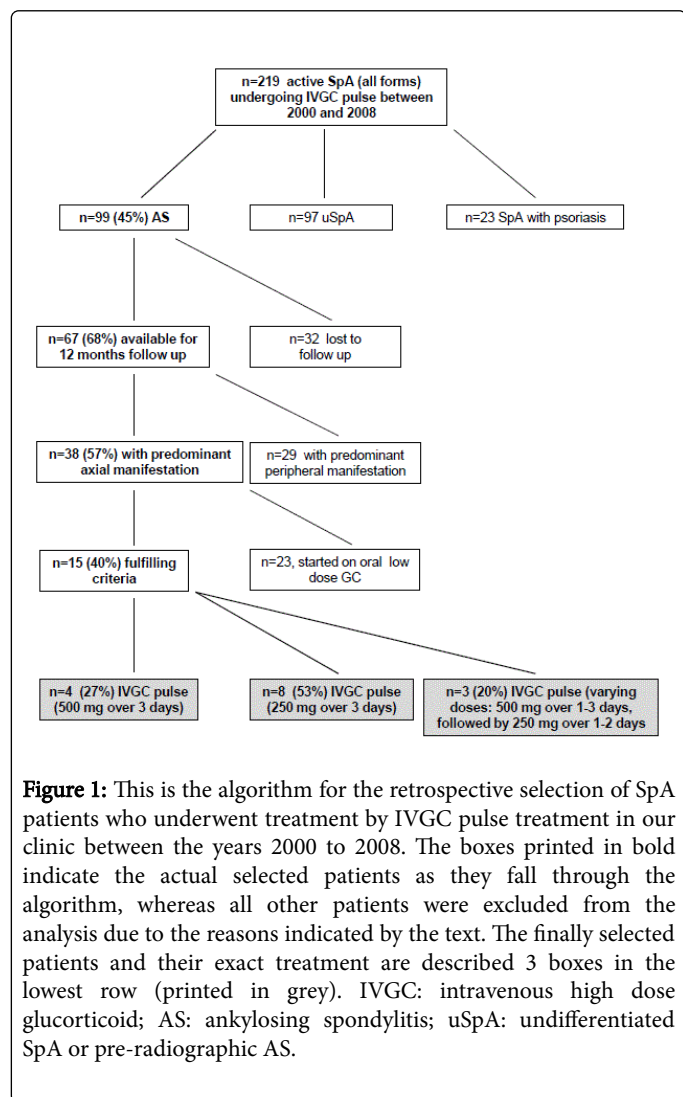 n=219 active SpA (all forms)
undergoing IVGC pulse between
2000 and 2008
n=99 (45%) AS
n=97 uSpA
n=23 SpA with psoriasis
n=67 (68%) available for
12 months follow up
n=32 lost to
follow up
n=38 (57%) with predominant
axial manifestation
n=29 with predominant
peripheral manifestation
n=15 (40%) fulfilling
criteria
n=23, started on oral low
dose GC
n=4 (27%) IVGC pulse
(500 mg over 3 days)
n=8 (53%) IVGC pulse
(250 mg over 3 days)
n=3 (20%) IVGC pulse (varying
doses: 500 mg over 1-3 days,
followed by 250 mg over 1-2 days
Figure 1: This is the algorithm for the retrospective selection of SpA
patients who underwent treatment by IVGC pulse treatment in our
clinic between the years 2000 to 2008. The boxes printed in bold
indicate the actual selected patients as they fall through the
algorithm, whereas all other patients were excluded from the
analysis due to the reasons indicated by the text. The finally selected
patients and their exact treatment are described 3 boxes in the
lowest row (printed in grey). IVGC: intravenous high dose
glucorticoid; AS: ankylosing spondylitis; uSpA: undifferentiated
SpA or pre-radiographic AS.